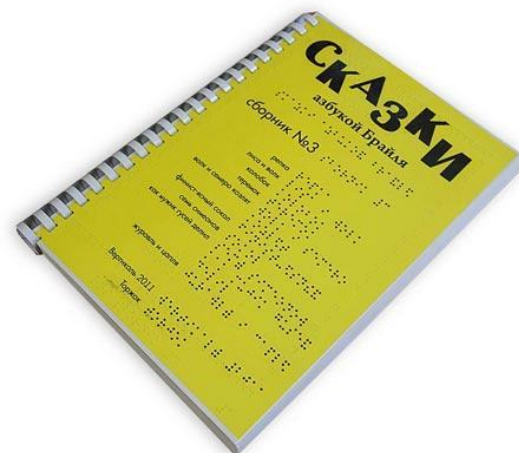 СКАЗКИ
азбукой Брайля
сборник №3
репка
лиса и волк
колобок
теремок
волк и семеро козлят
финист-ясный сокол
семь симеонов
как мужик гусей делил
журавль и цапля
Вертикаль 2011
Торжок